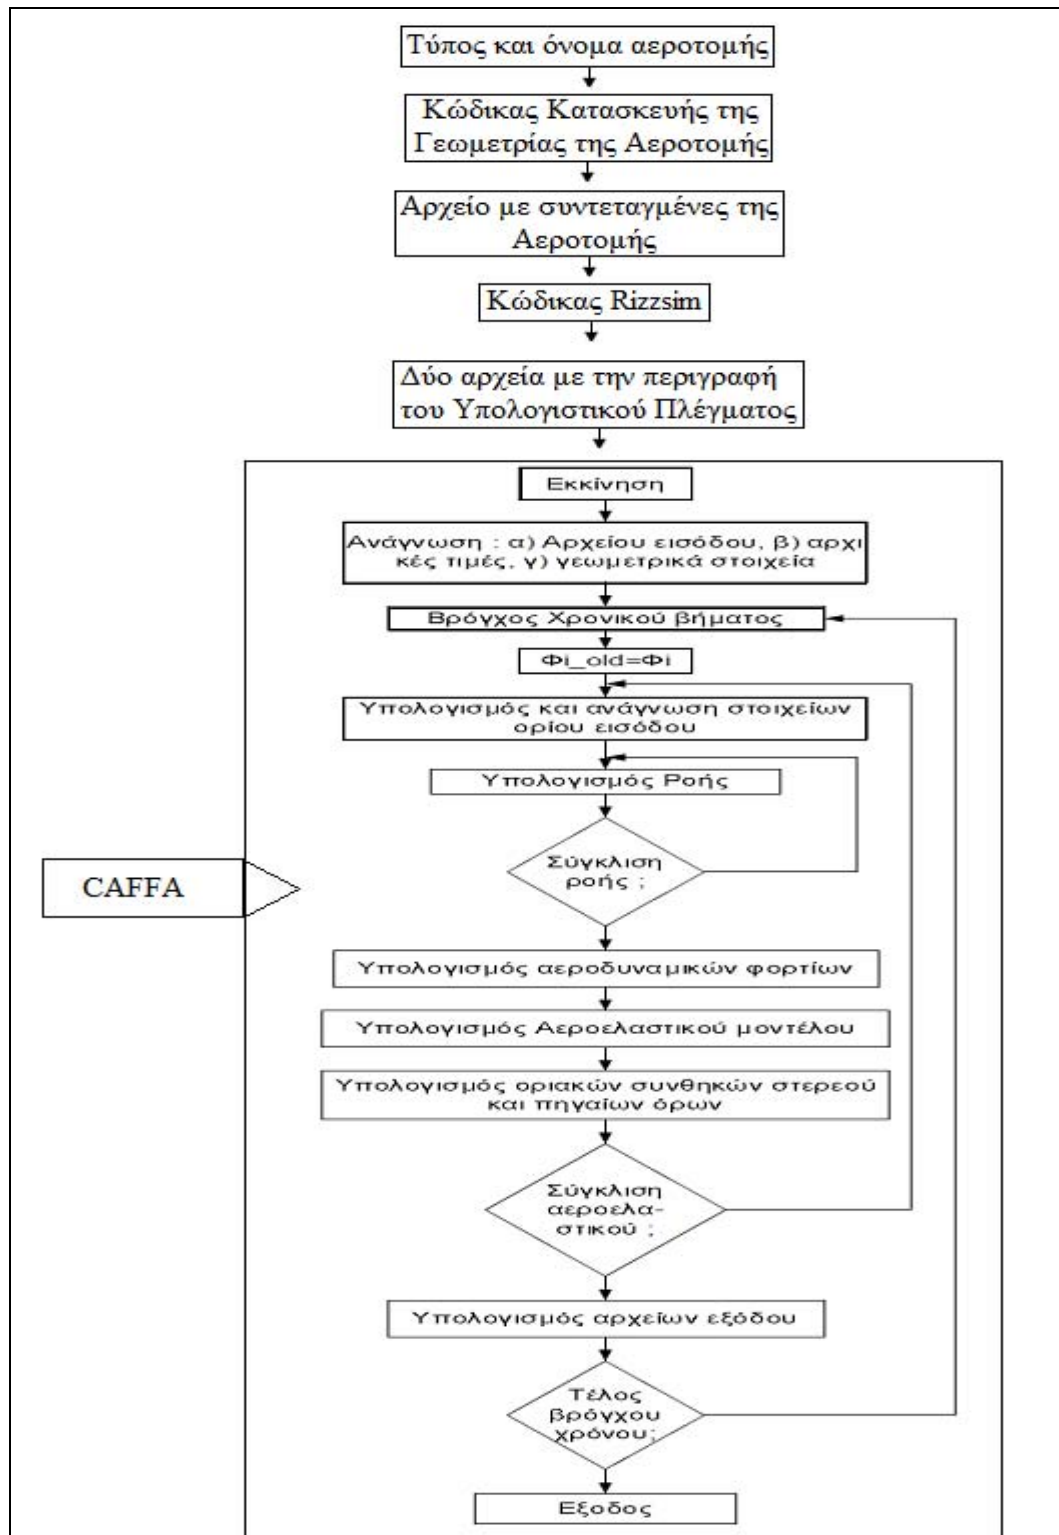 Τύπος και όνομα αεροτομής
Κώδικας Κατασκευής της
Γεωμετρίας της Αεροτομής
Αρχείο με συντεταγμένες της
Αεροτομής
Κώδικας Rizzsim
Δύο αρχεία με την περιγραφή
του Υπολογιστικού Πλέγματος
Εκκίνηση
Ανάγνωση : α) Αρχείου εισόδου, β) αρχι
κές τιμές, γ) γεωμετρικά στοιχεία
Βρόγχος Χρονικού βήματος
Φi_old=Φi
Υπολογισμός και ανάγνωση στοιχείων
ορίου εισόδου
Υπολογισμός Ροής
Σύγκλιση
ροής ;
CAFFA
Υπολογισμός αεροδυναμικών φορτίων
Υπολογισμός Αεροελαστικού μοντέλου
Υπολογισμός οριακών συνθηκών στερεού
και πηγαίων όρων
Σύγκλιση
αεροελα-
στικού ;
Υπολογισμός αρχείων εξόδου
Τέλος
βρόγχου
χρόνου;
Εξοδος